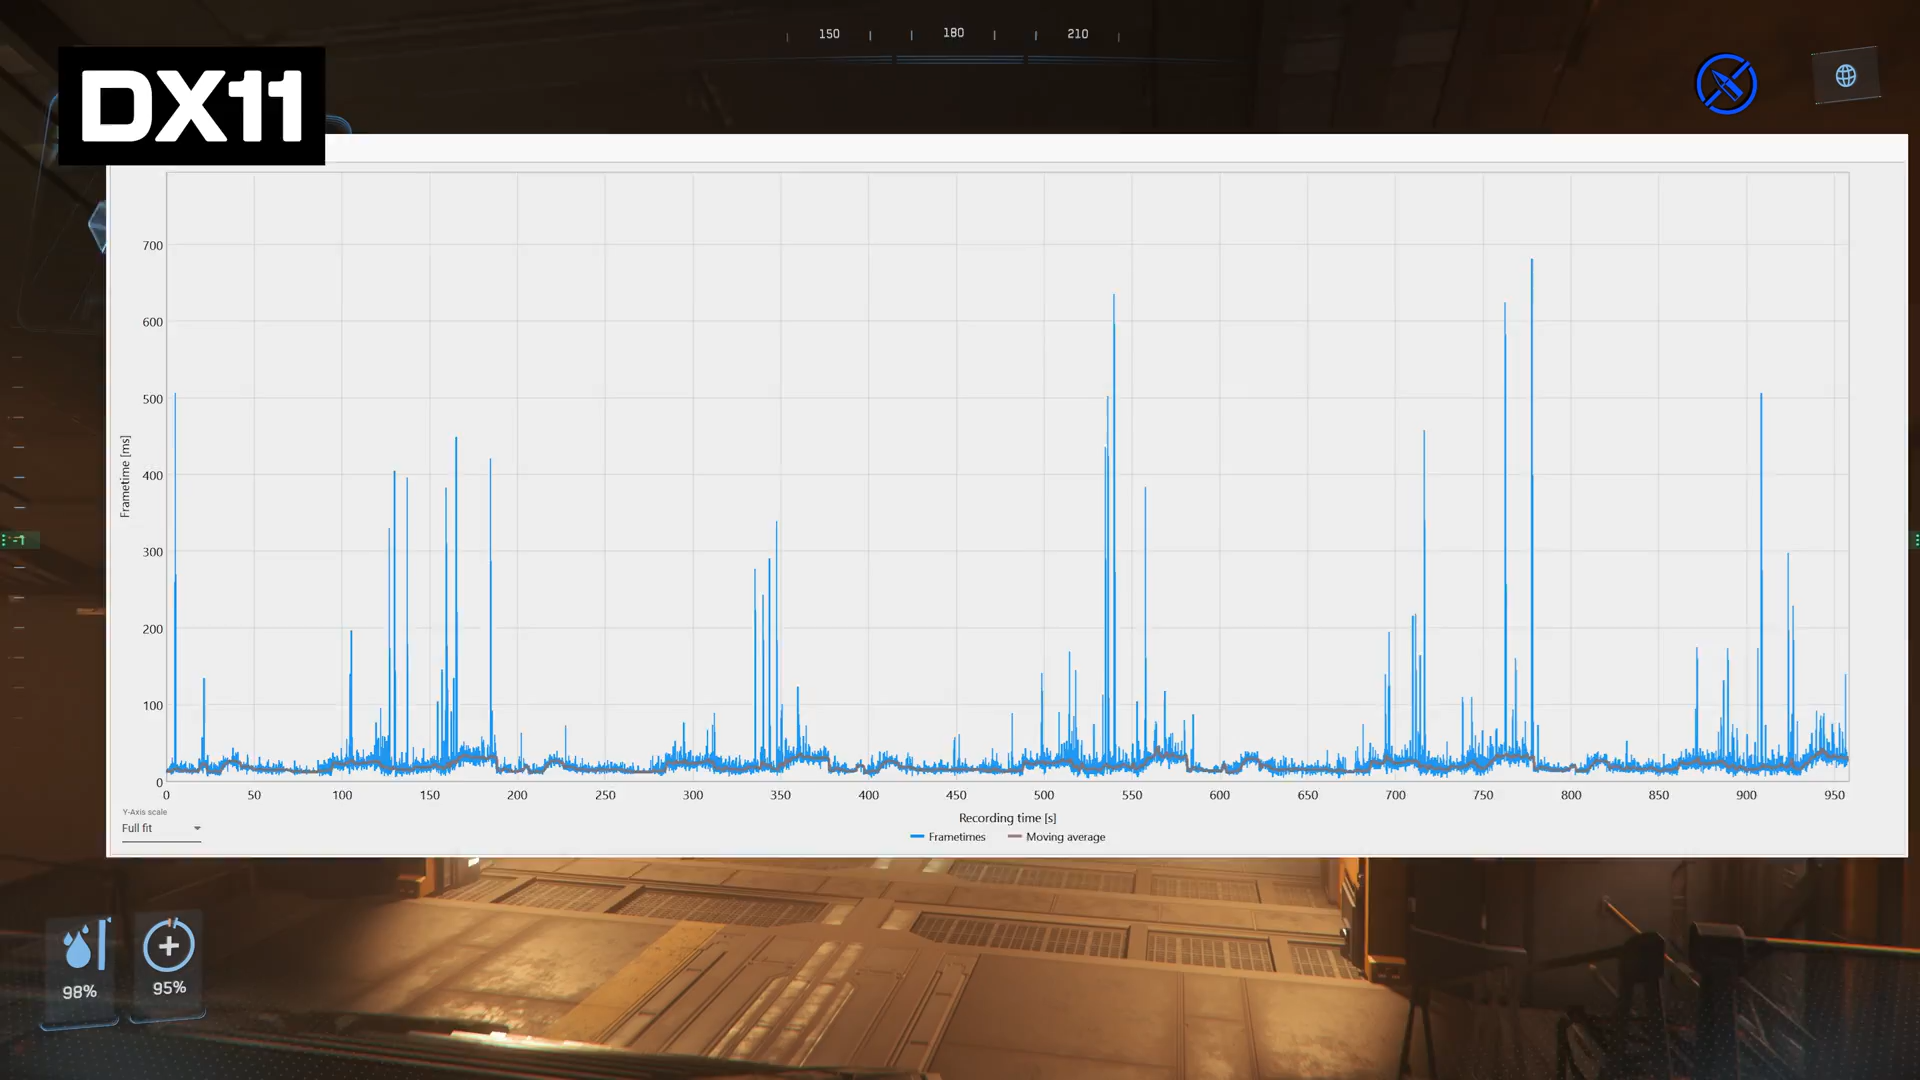 150 180 210
DX11
700
600
500
400
300
200
100
0
Frametime [ms]
0 50 100 150 200 250 300 350 400 450 500 550 600 650 700 750 800 850 900 950
Recording time [s]
Frametimes Moving average
Y-Axis scale
Full fit
-1
98% 95%